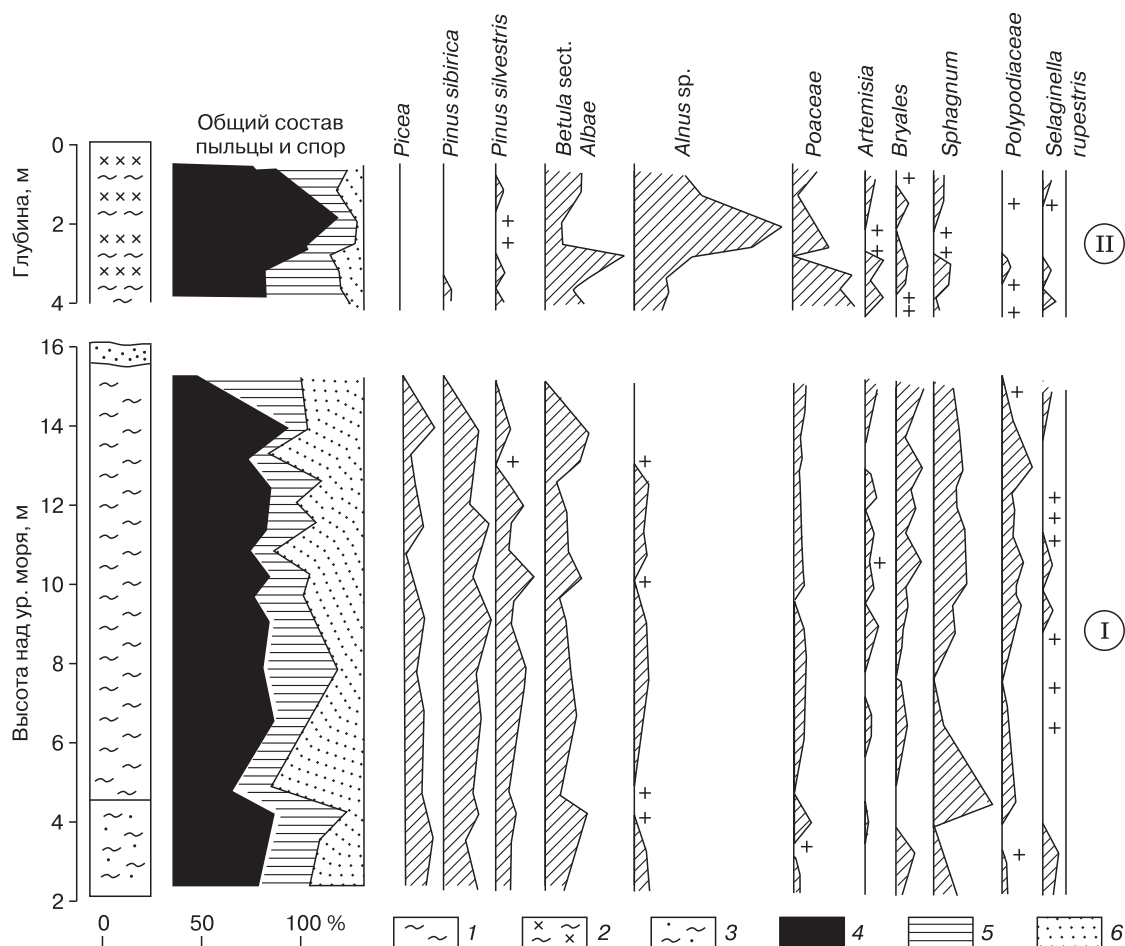 Общий состав
пыльцы и спор
Picea
Pinus sibirica
Pinus silvestris
Betula sect.
Albae
Alnus sp.
Poaceae
Artemisia
Bryales
Sphagnum
Polypodiaceae
Selaginella
rupestris
Глубина, м
0
2
4
II
Высота над ур. моря, м
16
14
12
10
8
6
4
2
I
0 50 100 %
1 2 3 4 5 6